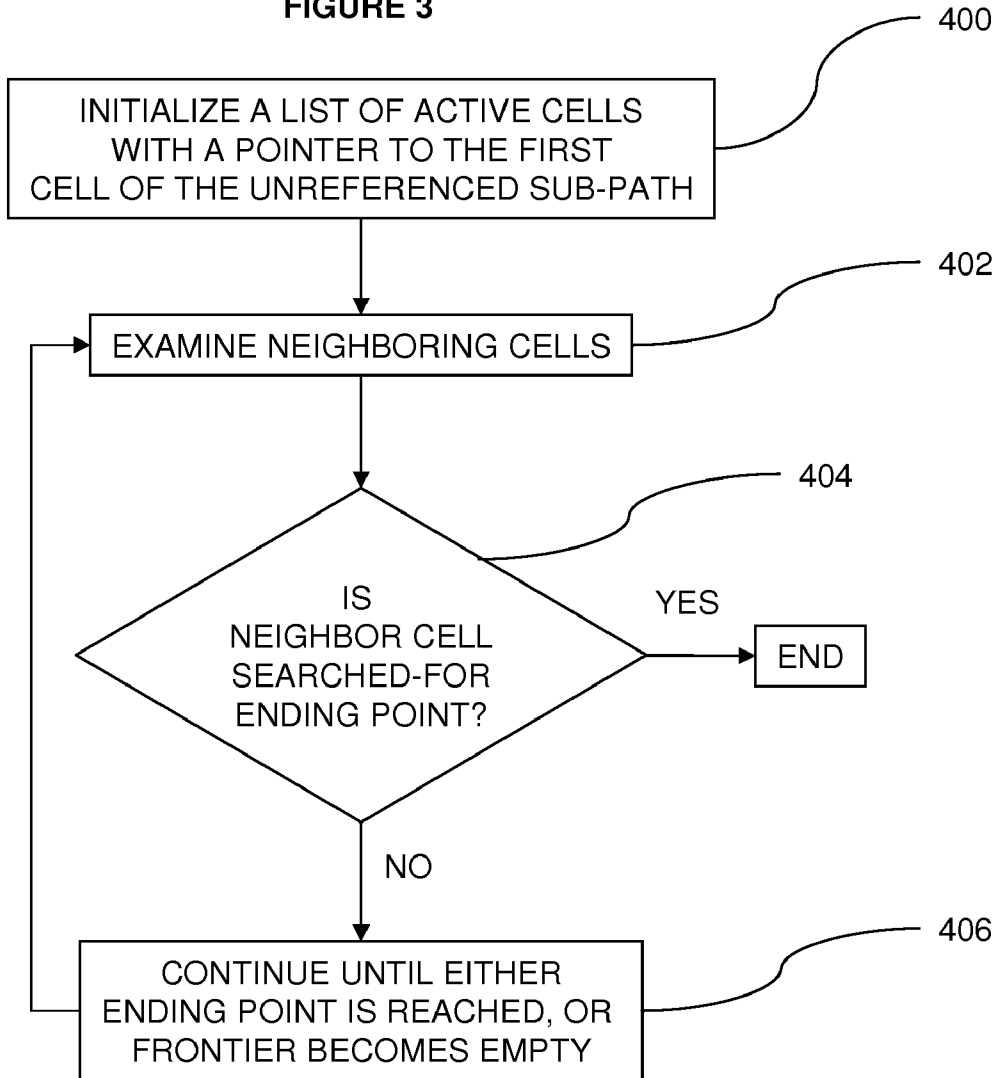 FIGURE 3
400
INITIALIZE A LIST OF ACTIVE CELLS
WITH A POINTER TO THE FIRST
CELL OF THE UNREFERENCED SUB-PATH
402
EXAMINE NEIGHBORING CELLS
404
IS
NEIGHBOR CELL
SEARCHED-FOR
ENDING POINT?
YES
END
NO
406
CONTINUE UNTIL EITHER
ENDING POINT IS REACHED, OR
FRONTIER BECOMES EMPTY